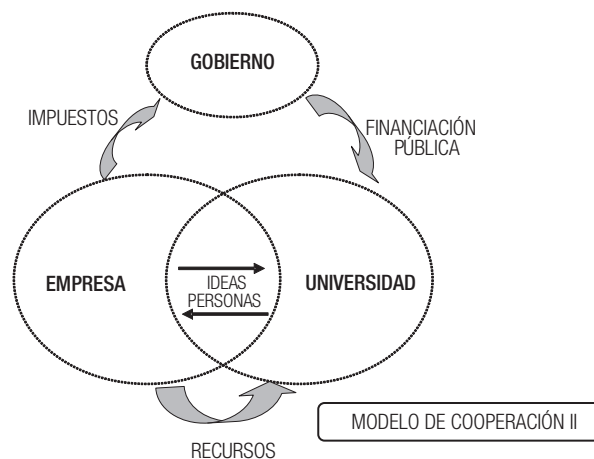 GOBIERNO
IMPUESTOS
FINANCIACIÓN
PÚBLICA
EMPRESA
IDEAS
PERSONAS
UNIVERSIDAD
MODELO DE COOPERACIÓN II
RECURSOS